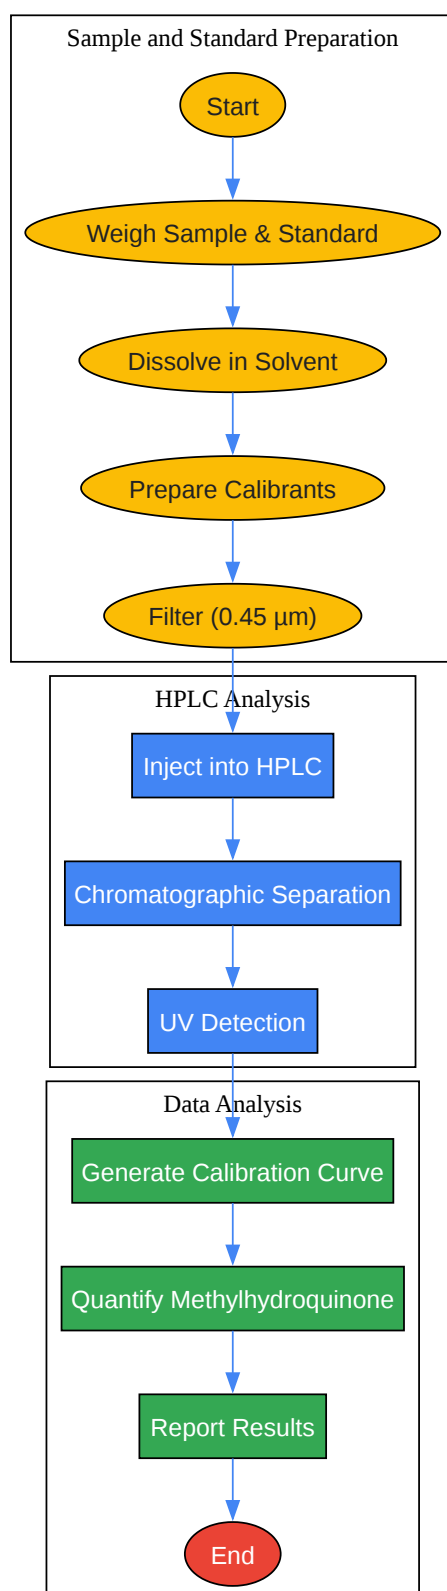 Sample and Standard Preparation
Start
Weigh Sample & Standard
Dissolve in Solvent
Prepare Calibrants
Filter (0.45 µm)
HPLC Analysis
Inject into HPLC
Chromatographic Separation
UV Detection
Data Analysis
Generate Calibration Curve
Quantify Methylhydroquinone
Report Results
End